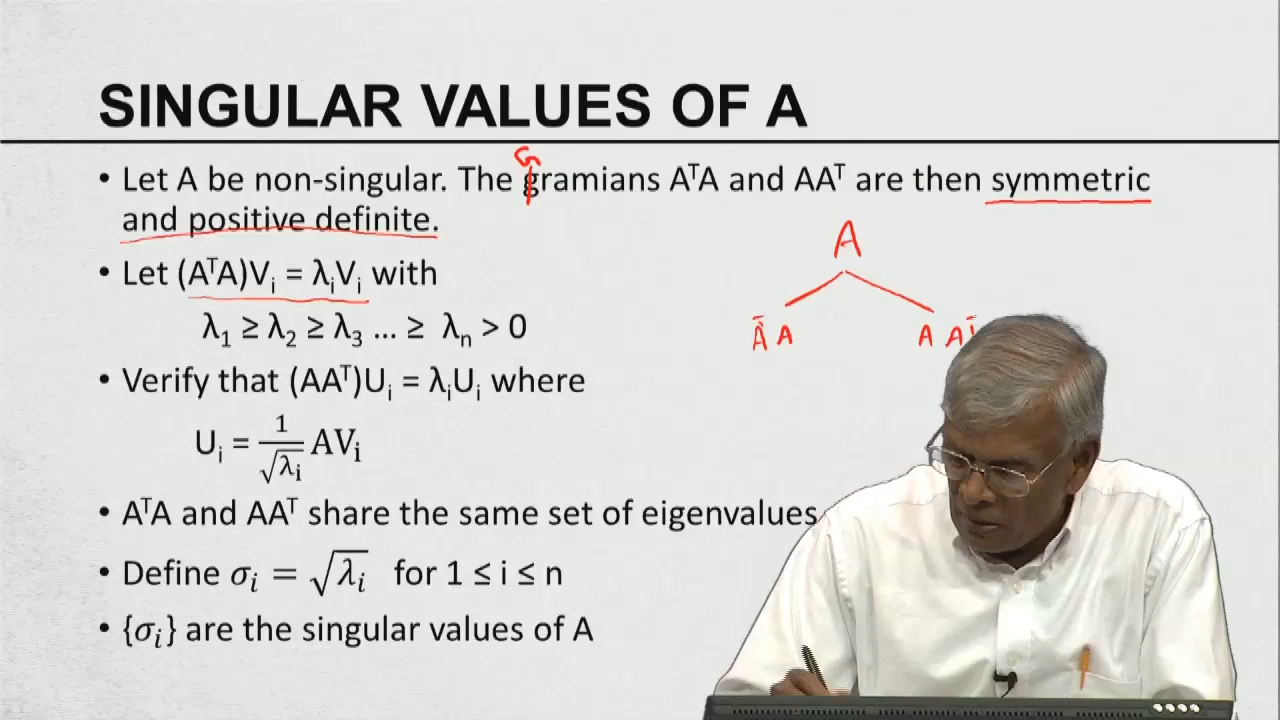 SINGULAR VALUES OF A
G
• Let A be non-singular. The gramians AᵀA and AAᵀ are then symmetric
and positive definite.
A
• Let (AᵀA)Vᵢ = λᵢVᵢ with
λ₁ ≥ λ₂ ≥ λ₃ ... ≥ λₙ > 0
Aᵀ A
A Aᵀ
• Verify that (AAᵀ)Uᵢ = λᵢUᵢ where
Uᵢ = 1/√λᵢ AVᵢ
• AᵀA and AAᵀ share the same set of eigenvalues
• Define σᵢ = √λᵢ for 1 ≤ i ≤ n
• {σᵢ} are the singular values of A